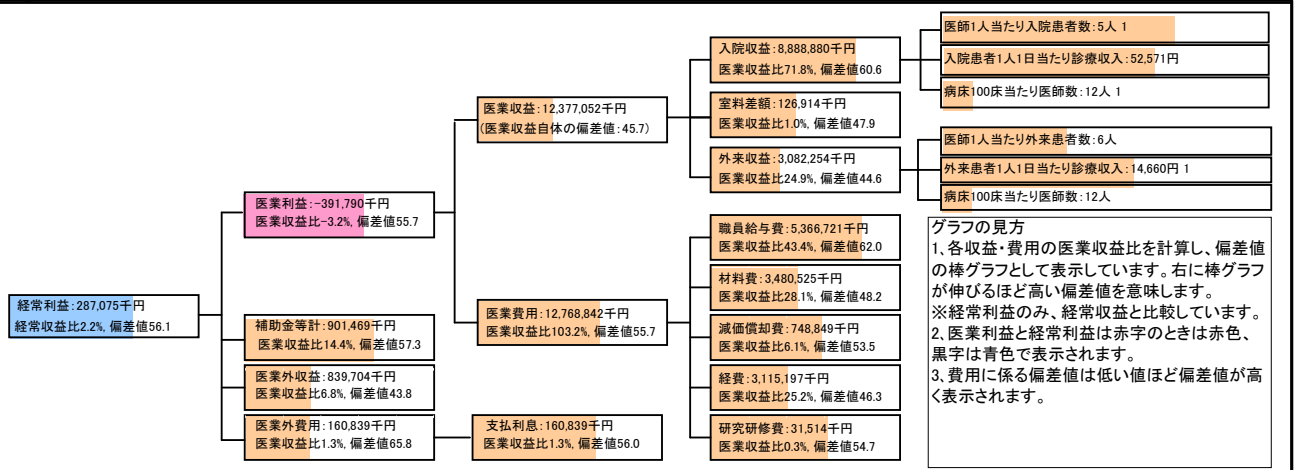 経常利益:287,075千円
経常収益比2.2%, 偏差値56.1
医業利益:-391,790千円
医業収益比-3.2%, 偏差値55.7
補助金等計:901,469千円
医業収益比14.4%, 偏差値57.3
医業外収益:839,704千円
医業収益比6.8%, 偏差値43.8
医業外費用:160,839千円
医業収益比1.3%, 偏差値65.8
医業収益:12,377,052千円
(医業収益自体の偏差値:45.7)
医業費用:12,768,842千円
医業収益比103.2%, 偏差値55.7
支払利息:160,839千円
医業収益比1.3%, 偏差値56.0
入院収益:8,888,880千円
医業収益比71.8%, 偏差値60.6
室料差額:126,914千円
医業収益比1.0%, 偏差値47.9
外来収益:3,082,254千円
医業収益比24.9%, 偏差値44.6
職員給与費:5,366,721千円
医業収益比43.4%, 偏差値62.0
材料費:3,480,525千円
医業収益比28.1%, 偏差値48.2
減価償却費:748,849千円
医業収益比6.1%, 偏差値53.5
経費:3,115,197千円
医業収益比25.2%, 偏差値46.3
研究研修費:31,514千円
医業収益比0.3%, 偏差値54.7
医師1人当たり入院患者数:5人 1
入院患者1人1日当たり診療収入:52,571円
病床100床当たり医師数:12人 1
医師1人当たり外来患者数:6人
外来患者1人1日当たり診療収入:14,660円 1
病床100床当たり医師数:12人
グラフの見方
1、各収益・費用の医業収益比を計算し、偏差値
の棒グラフとして表示しています。右に棒グラフ
が伸びるほど高い偏差値を意味します。
※経常利益のみ、経常収益と比較しています。
2、医業利益と経常利益は赤字のときは赤色、
黒字は青色で表示されます。
3、費用に係る偏差値は低い値ほど偏差値が高
く表示されます。